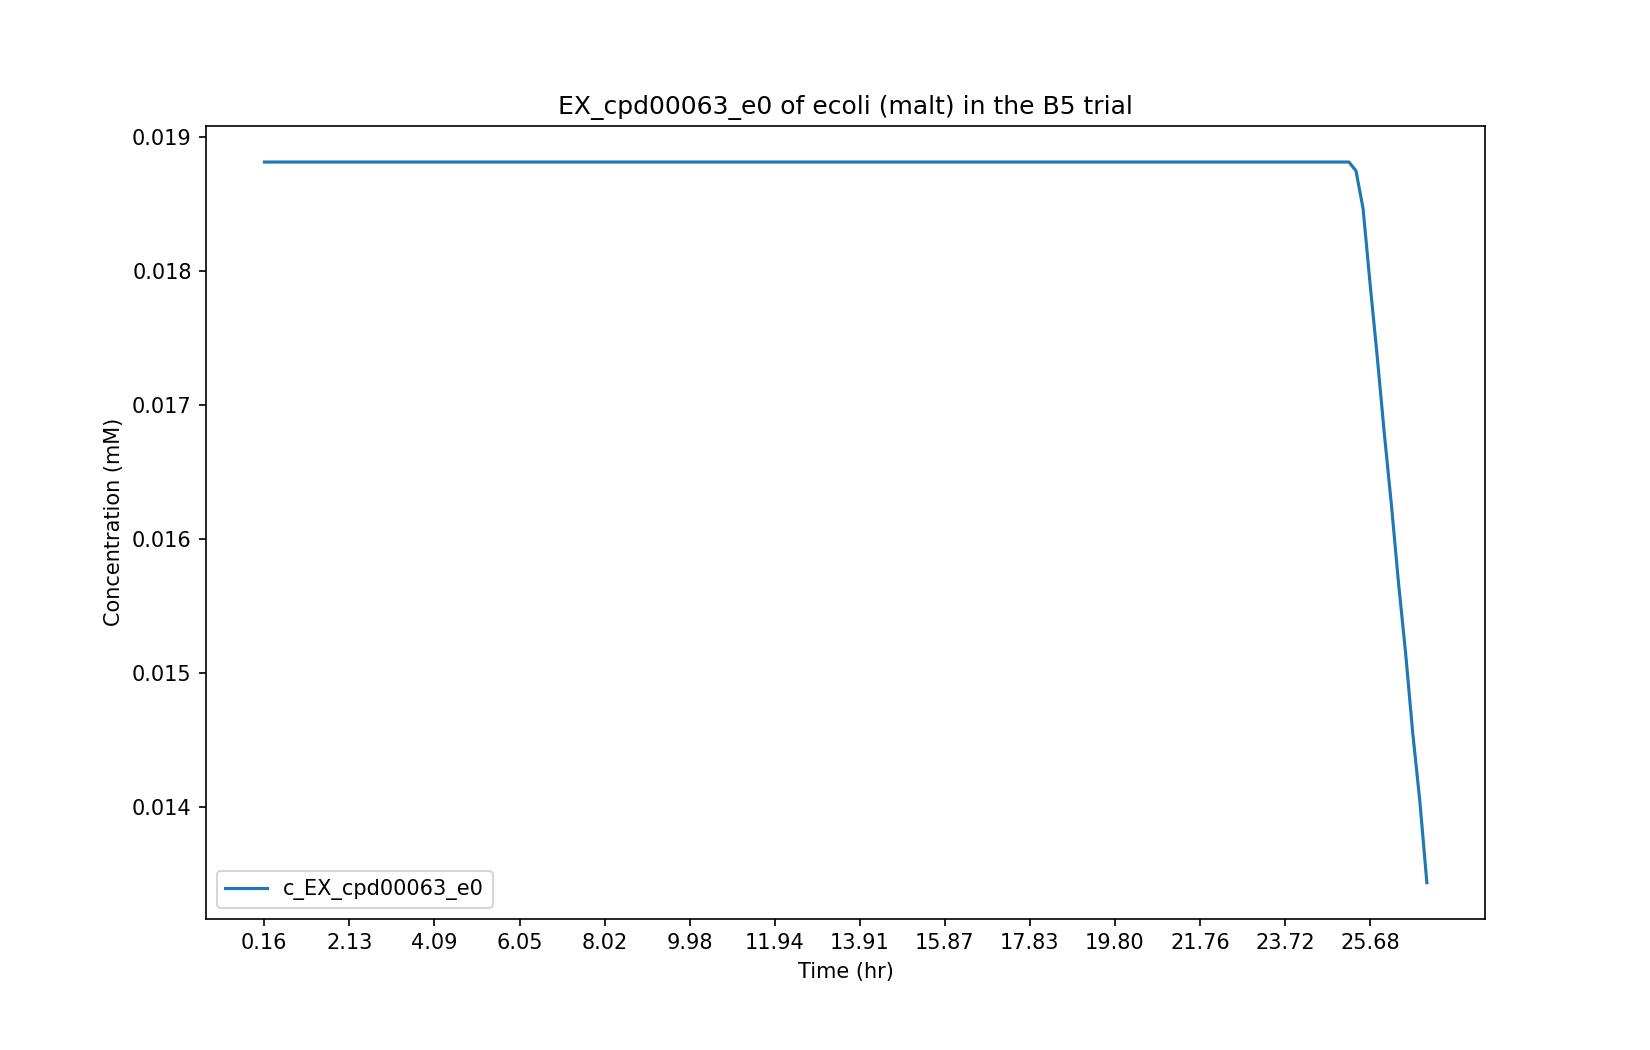 EX_cpd00063_e0 of ecoli (malt) in the B5 trial
0.019
0.018
0.017
0.016
0.015
0.014
Concentration (mM)
c_EX_cpd00063_e0
0.16 2.13 4.09 6.05 8.02 9.98 11.94 13.91 15.87 17.83 19.80 21.76 23.72 25.68
Time (hr)